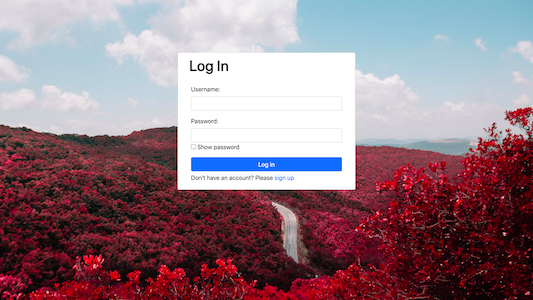 Log In
Username:
Password:
Show password
Log in
Don't have an account? Please sign up